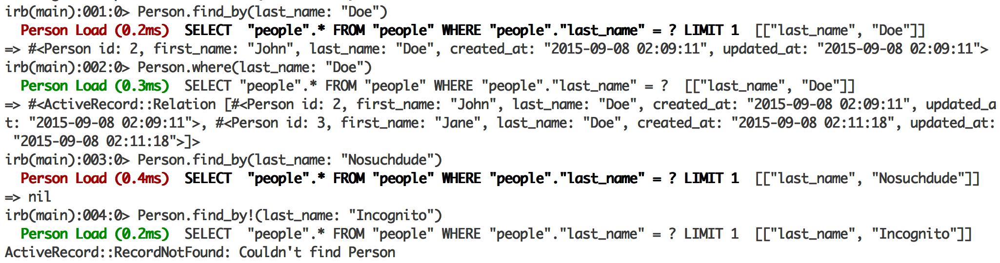 irb(main):001:0> Person.find_by(last_name: "Doe")
  Person Load (0.2ms)  SELECT  "people".* FROM "people" WHERE "people"."last_name" = ? LIMIT 1  [["last_name", "Doe"]]
=> #<Person id: 2, first_name: "John", last_name: "Doe", created_at: "2015-09-08 02:09:11", updated_at: "2015-09-08 02:09:11">
irb(main):002:0> Person.where(last_name: "Doe")
  Person Load (0.3ms)  SELECT "people".* FROM "people" WHERE "people"."last_name" = ?  [["last_name", "Doe"]]
=> #<ActiveRecord::Relation [#<Person id: 2, first_name: "John", last_name: "Doe", created_at: "2015-09-08 02:09:11", updated_a
t: "2015-09-08 02:09:11">, #<Person id: 3, first_name: "Jane", last_name: "Doe", created_at: "2015-09-08 02:11:18", updated_at:
 "2015-09-08 02:11:18">]>
irb(main):003:0> Person.find_by(last_name: "Nosuchdude")
  Person Load (0.4ms)  SELECT  "people".* FROM "people" WHERE "people"."last_name" = ? LIMIT 1  [["last_name", "Nosuchdude"]]
=> nil
irb(main):004:0> Person.find_by!(last_name: "Incognito")
  Person Load (0.2ms)  SELECT  "people".* FROM "people" WHERE "people"."last_name" = ? LIMIT 1  [["last_name", "Incognito"]]
ActiveRecord::RecordNotFound: Couldn't find Person